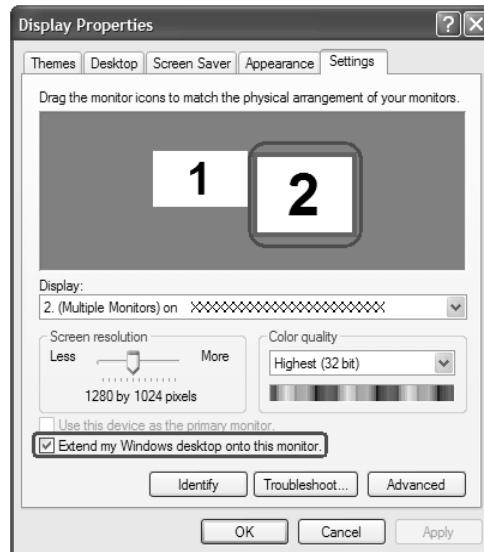 Display Properties
Themes Desktop Screen Saver Appearance Settings
Drag the monitor icons to match the physical arrangement of your monitors.
1 2
Display:
2. (Multiple Monitors) on XXXXXXXXXXXXXXXXXXXXXX
Screen resolution Color quality
Less More Highest (32 bit)
1280 by 1024 pixels
Use this device as the primary monitor.
Extend my Windows desktop onto this monitor.
Identify Troubleshoot... Advanced
OK Cancel Apply